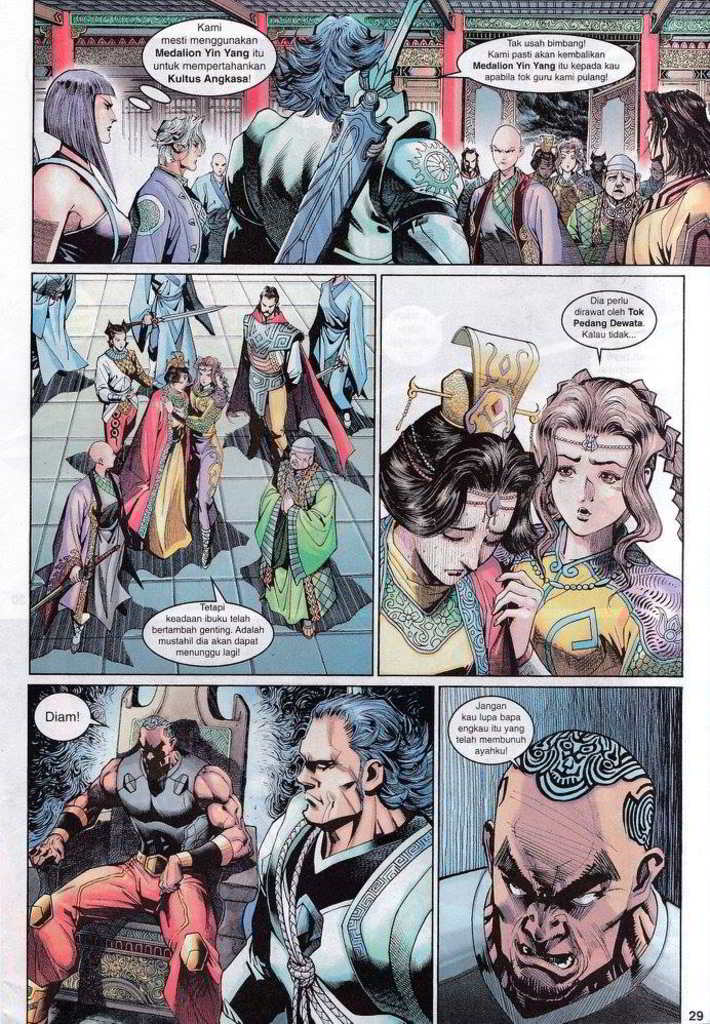 Kami
mesti menggunakan
Medalion Yin Yang itu
untuk mempertahankan
Kultus Angkasa!
Tak usah bimbang!
Kami pasti akan kembalikan
Medalion Yin Yang itu kepada kau
apabila tok guru kami pulang!
Tetapi
keadaan ibuku telah
bertambah genting. Adalah
mustahil dia akan dapat
menunggu lagi!
Dia perlu
dirawat oleh Tok
Pedang Dewata.
Kalau tidak...
Diam!
Jangan
kau lupa bapa
engkau itu yang
telah membunuh
ayahku!
29